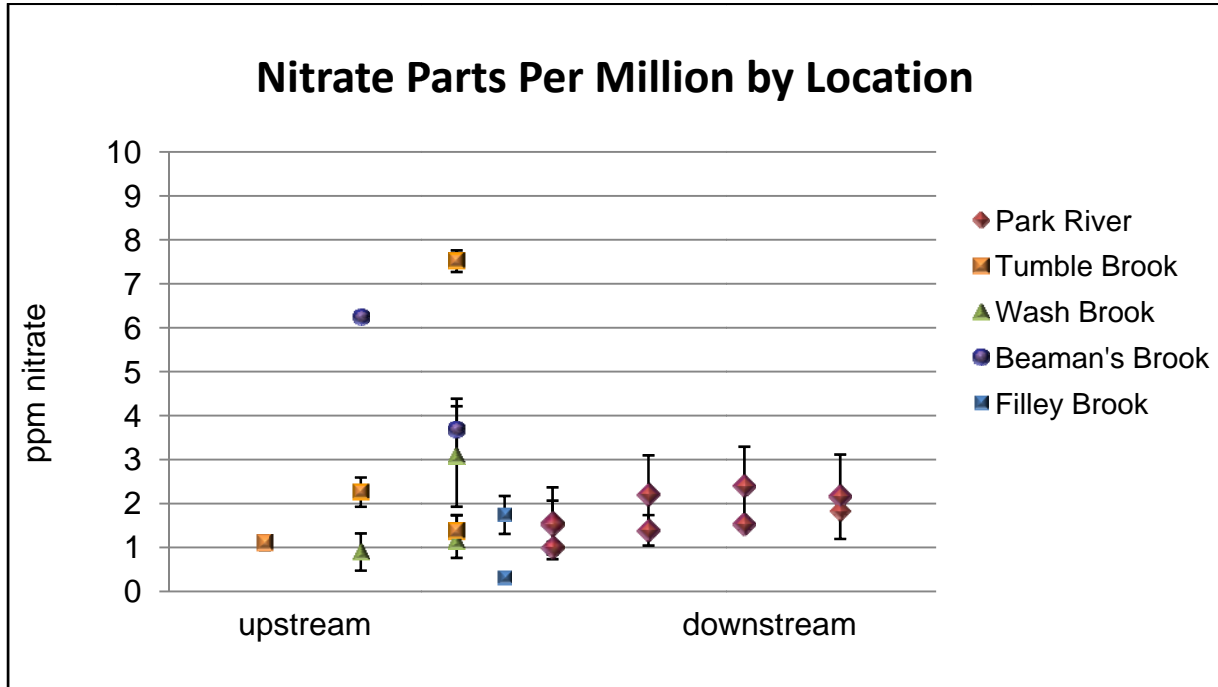 Nitrate Parts Per Million by Location
10
9
8
7
6
5
4
3
2
1
0
ppm nitrate
upstream
downstream
Park River
Tumble Brook
Wash Brook
Beaman's Brook
Filley Brook